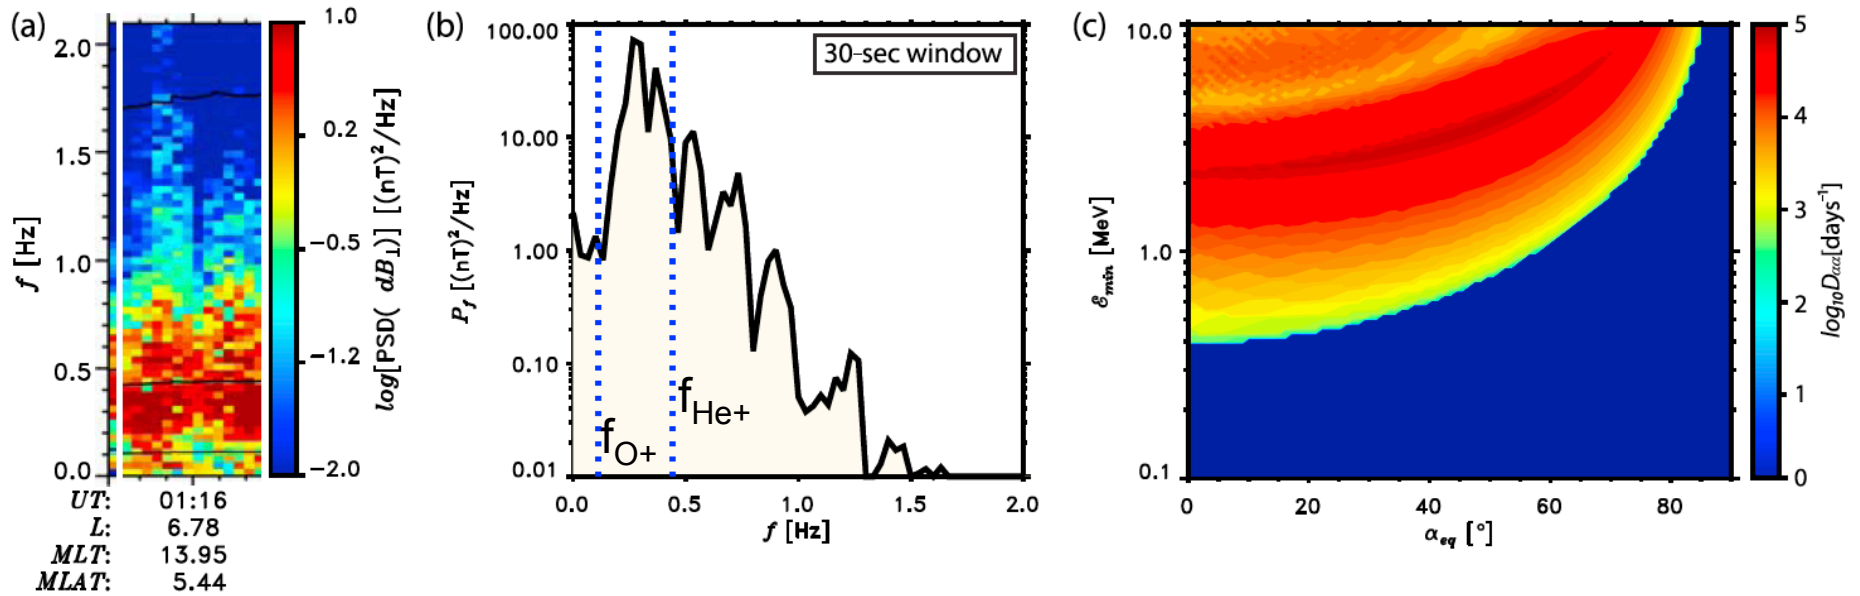 (a)
2.0
1.5
1.0
0.5
0.0
f [Hz]
UT: 01:16
L: 6.78
MLT: 13.95
MLAT: 5.44
1.0
0.2
−0.5
−1.2
−2.0
log[PSD( dB⊥)] [(nT)²/Hz]
(b)
100.00
10.00
1.00
0.10
0.01
P_f [(nT)²/Hz]
30-sec window
f_O+
f_He+
0.0 0.5 1.0 1.5 2.0
f [Hz]
(c)
10.0
1.0
0.1
ℰ_min [MeV]
0 20 40 60 80
α_eq [°]
5
4
3
2
1
0
log₁₀D_αα[days⁻¹]